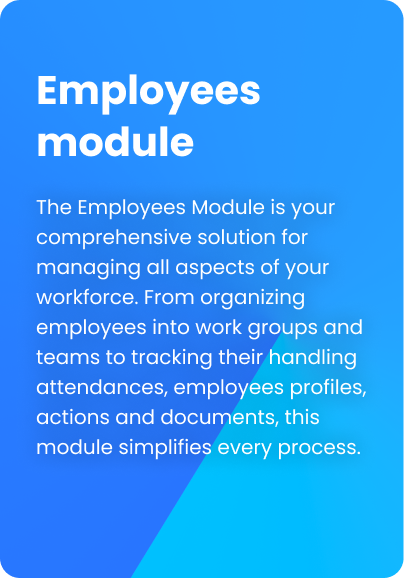 Employees
module
The Employees Module is your
comprehensive solution for
managing all aspects of your
workforce. From organizing
employees into work groups and
teams to tracking their handling
attendances, employees profiles,
actions and documents, this
module simplifies every process.